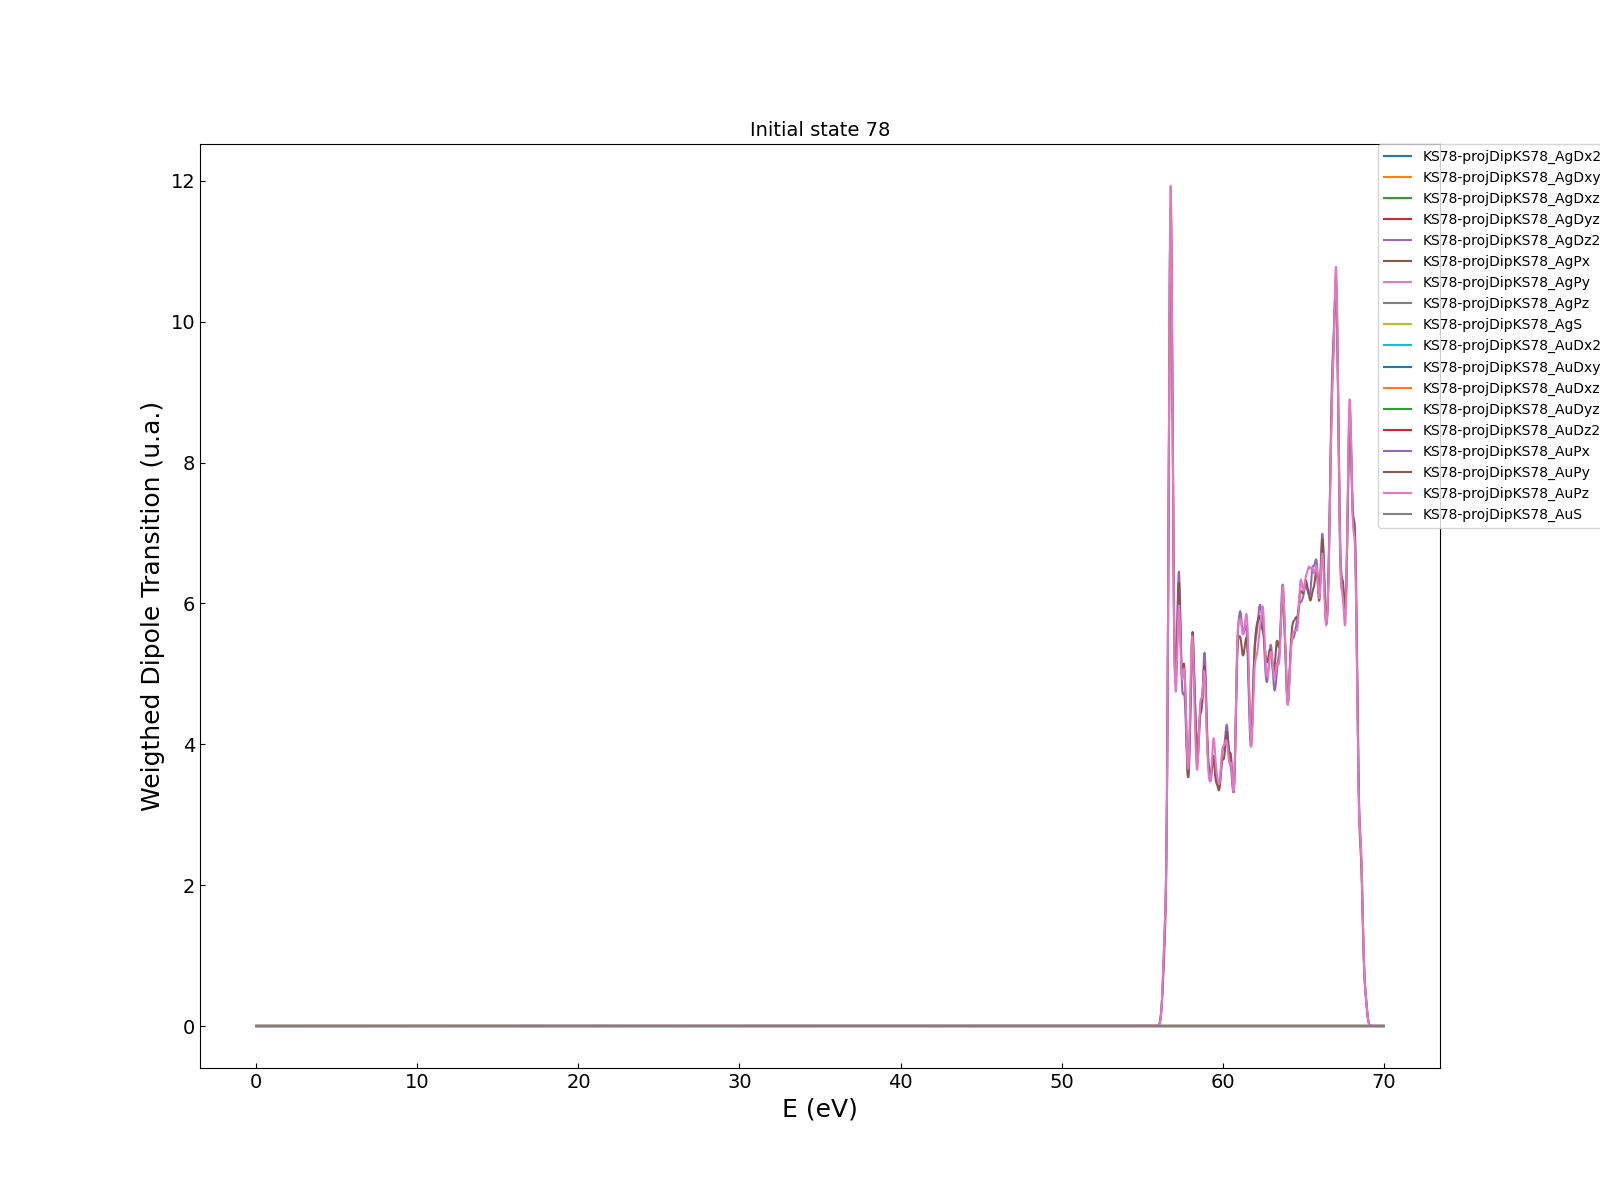 Initial state 78
Weigthed Dipole Transition (u.a.)
12
10
8
6
4
2
0
0 10 20 30 40 50 60 70
E (eV)
KS78-projDipKS78_AgDx2
KS78-projDipKS78_AgDxy
KS78-projDipKS78_AgDxz
KS78-projDipKS78_AgDyz
KS78-projDipKS78_AgDz2
KS78-projDipKS78_AgPx
KS78-projDipKS78_AgPy
KS78-projDipKS78_AgPz
KS78-projDipKS78_AgS
KS78-projDipKS78_AuDx2
KS78-projDipKS78_AuDxy
KS78-projDipKS78_AuDxz
KS78-projDipKS78_AuDyz
KS78-projDipKS78_AuDz2
KS78-projDipKS78_AuPx
KS78-projDipKS78_AuPy
KS78-projDipKS78_AuPz
KS78-projDipKS78_AuS